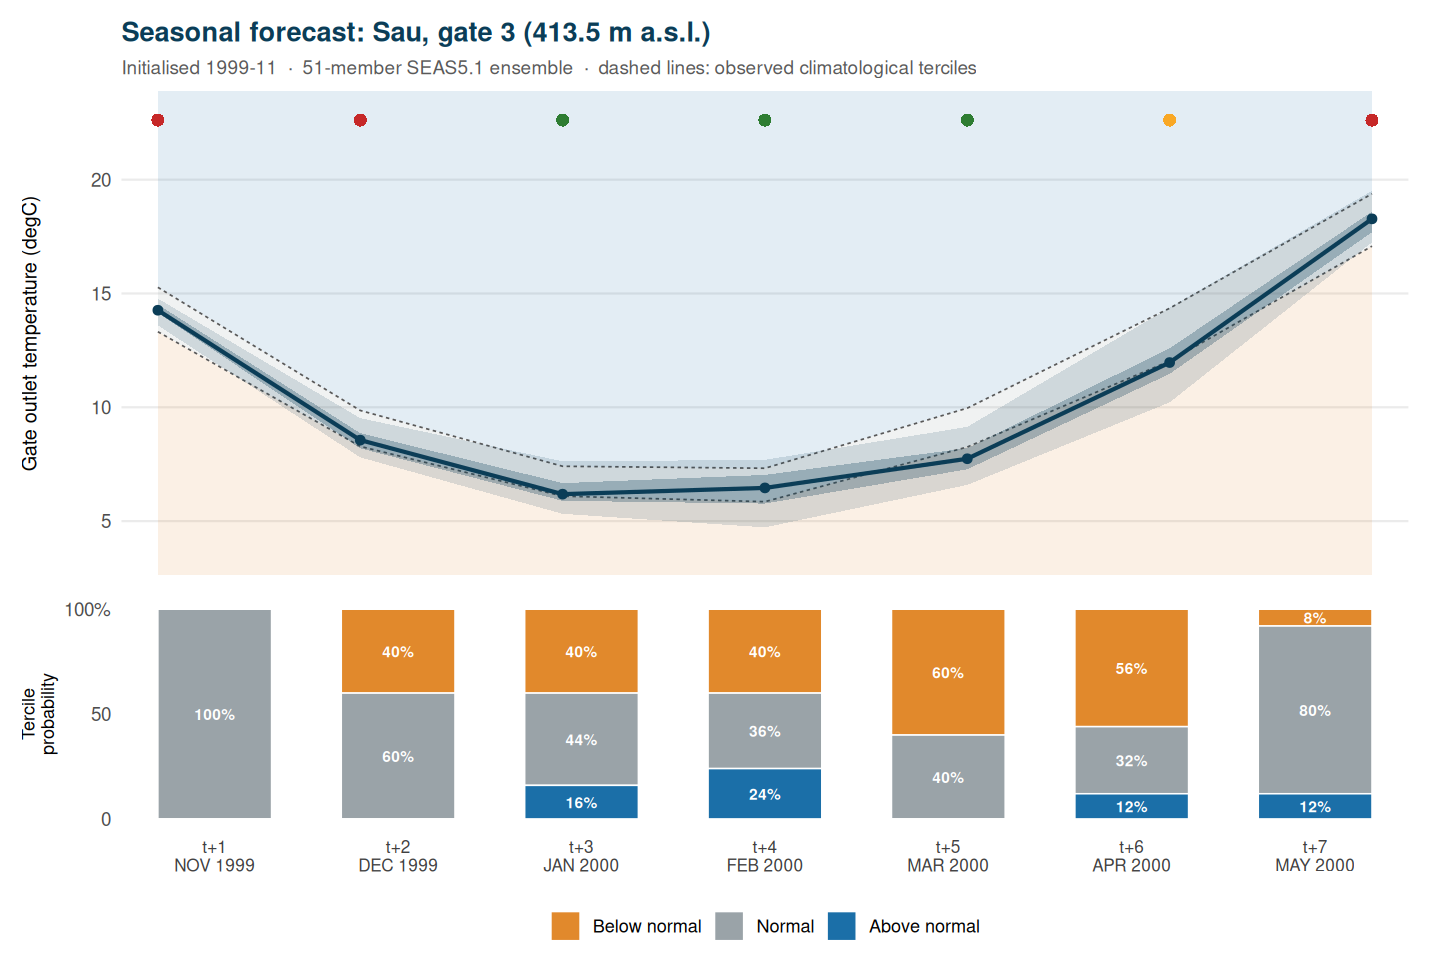 Seasonal forecast: Sau, gate 3 (413.5 m a.s.l.)
Initialised 1999-11 · 51-member SEAS5.1 ensemble · dashed lines: observed climatological terciles
Gate outlet temperature (degC)
20
15
10
5
Tercile
probability
100%
50
0
100%
40%
60%
40%
44%
16%
40%
36%
24%
60%
40%
56%
32%
12%
8%
80%
12%
t+1
NOV 1999
t+2
DEC 1999
t+3
JAN 2000
t+4
FEB 2000
t+5
MAR 2000
t+6
APR 2000
t+7
MAY 2000
Below normal
Normal
Above normal